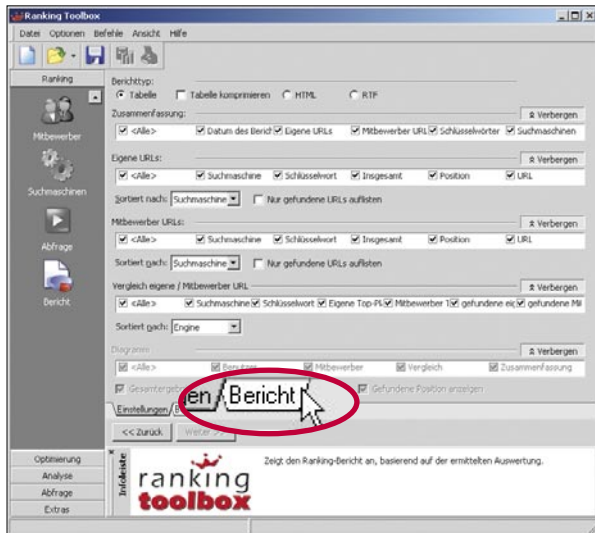 Ranking Toolbox
Datei Optionen Befehle Ansicht Hilfe
Ranking
Mitbewerber
Suchmaschinen
Abfrage
Bericht
Berichttyp:
Tabelle Tabelle komprimieren HTML RTF
Zusammenfassung: Verbergen
<Alle> Datum des Berich Eigene URLs Mitbewerber URL Schlüsselwörter Suchmaschinen
Eigene URLs: Verbergen
<Alle> Suchmaschine Schlüsselwort Insgesamt Position URL
Sortiert nach: Suchmaschine Nur gefundene URLs auflisten
Mitbewerber URLs: Verbergen
<Alle> Suchmaschine Schlüsselwort Insgesamt Position URL
Sortiert nach: Suchmaschine Nur gefundene URLs auflisten
Vergleich eigene / Mitbewerber URL Verbergen
<Alle> Suchmaschine Schlüsselwort Eigene Top-Pl Mitbewerber T gefundene eig gefundene Mi
Sortiert nach: Engine
Diagramm Verbergen
<Alle> Benutzer Mitbewerber Vergleich Zusammenfassung
Gesamtergeb Gefundene Position anzeigen
en Bericht
Einstellungen
<< Zurück Weiter >>
Optimierung
Analyse
Abfrage
Extras
Infoleiste
ranking
toolbox
Zeigt den Ranking-Bericht an, basierend auf der ermittelten Auswertung.